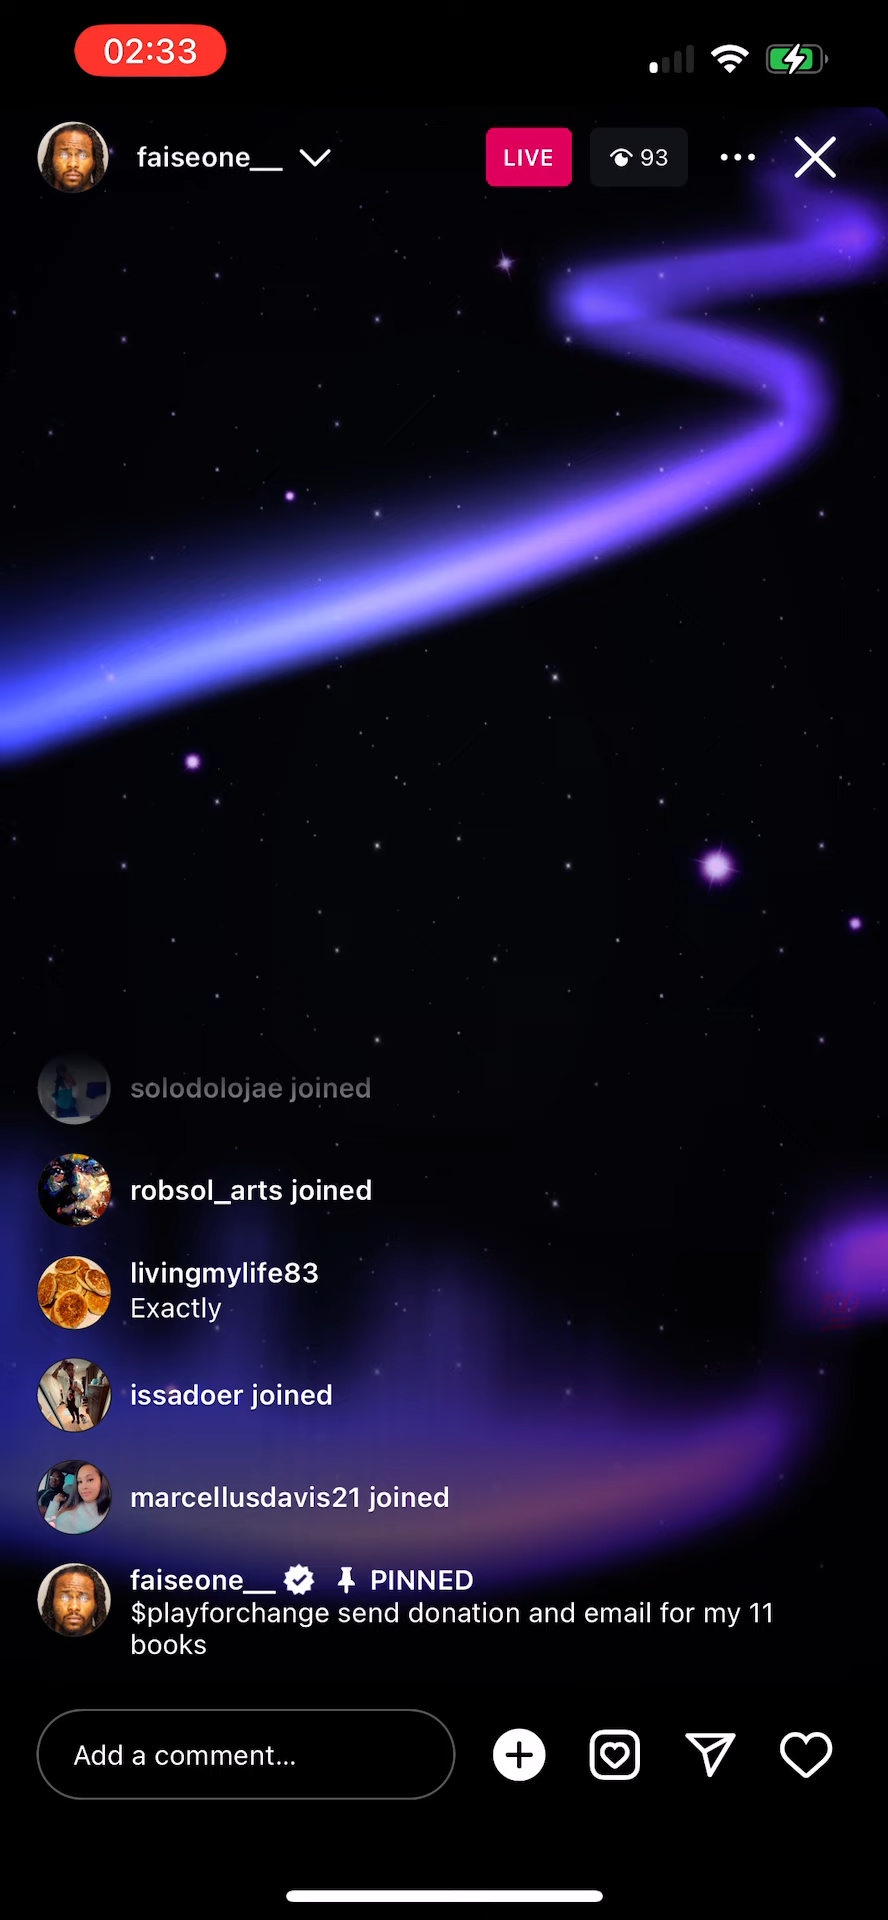 02:33
faiseone__
LIVE
93
solodolojae joined
robsol_arts joined
livingmylife83
Exactly
issadoer joined
marcellusdavis21 joined
faiseone__ PINNED
$playforchange send donation and email for my 11
books
Add a comment...